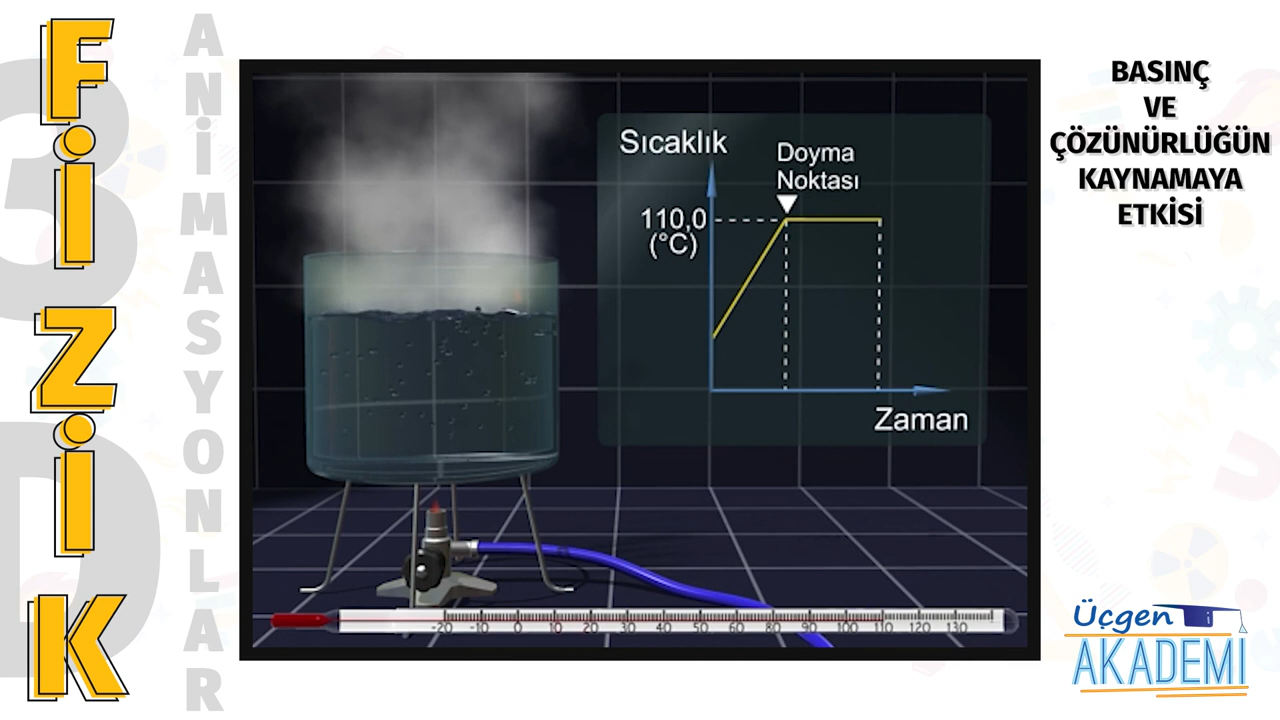 FİZİK
3D
ANİMASYONLAR
Sıcaklık
Doyma
Noktası
110,0
(°C)
Zaman
-20 -10 0 10 20 30 40 50 60 70 80 90 100 110 120 130
BASINÇ
VE
ÇÖZÜNÜRLÜĞÜN
KAYNAMAYA
ETKİSİ
Üçgen
AKADEMİ